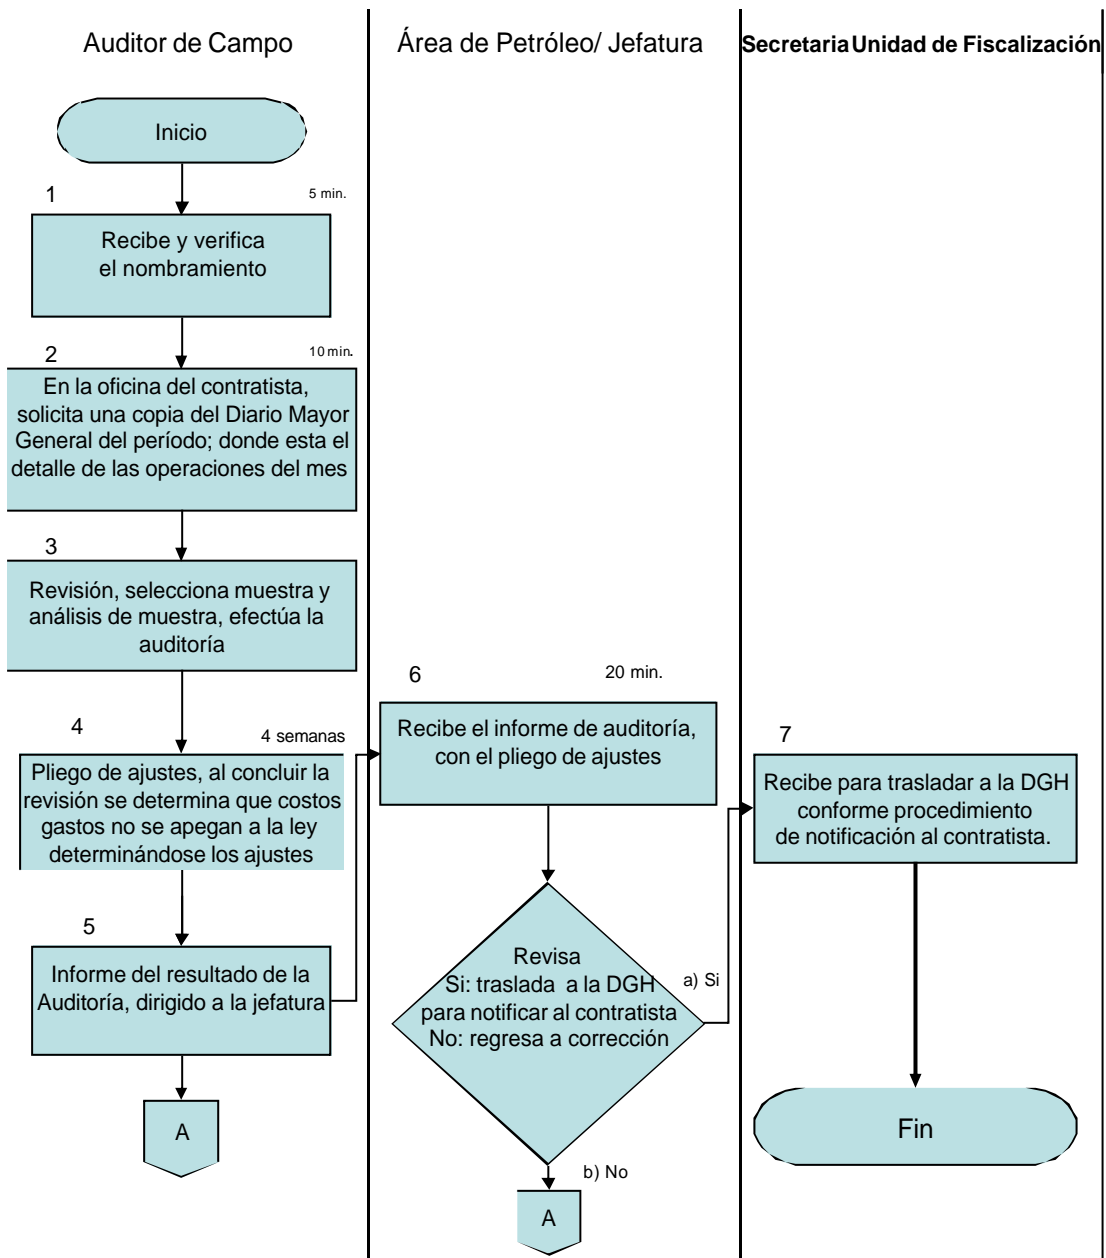 Auditor de Campo
Área de Petróleo/ Jefatura
Secretaria Unidad de Fiscalización
Inicio
1
5 min.
Recibe y verifica
el nombramiento
2
10 min.
En la oficina del contratista,
solicita una copia del Diario Mayor
General del período; donde esta el
detalle de las operaciones del mes
3
Revisión, selecciona muestra y
análisis de muestra, efectúa la
auditoría
4
4 semanas
Pliego de ajustes, al concluir la
revisión se determina que costos
gastos no se apegan a la ley
determinándose los ajustes
5
Informe del resultado de la
Auditoría, dirigido a la jefatura
A
6
20 min.
Recibe el informe de auditoría,
con el pliego de ajustes
Revisa
Si: traslada a la DGH
para notificar al contratista
No: regresa a corrección
a) Si
b) No
A
7
Recibe para trasladar a la DGH
conforme procedimiento
de notificación al contratista.
Fin